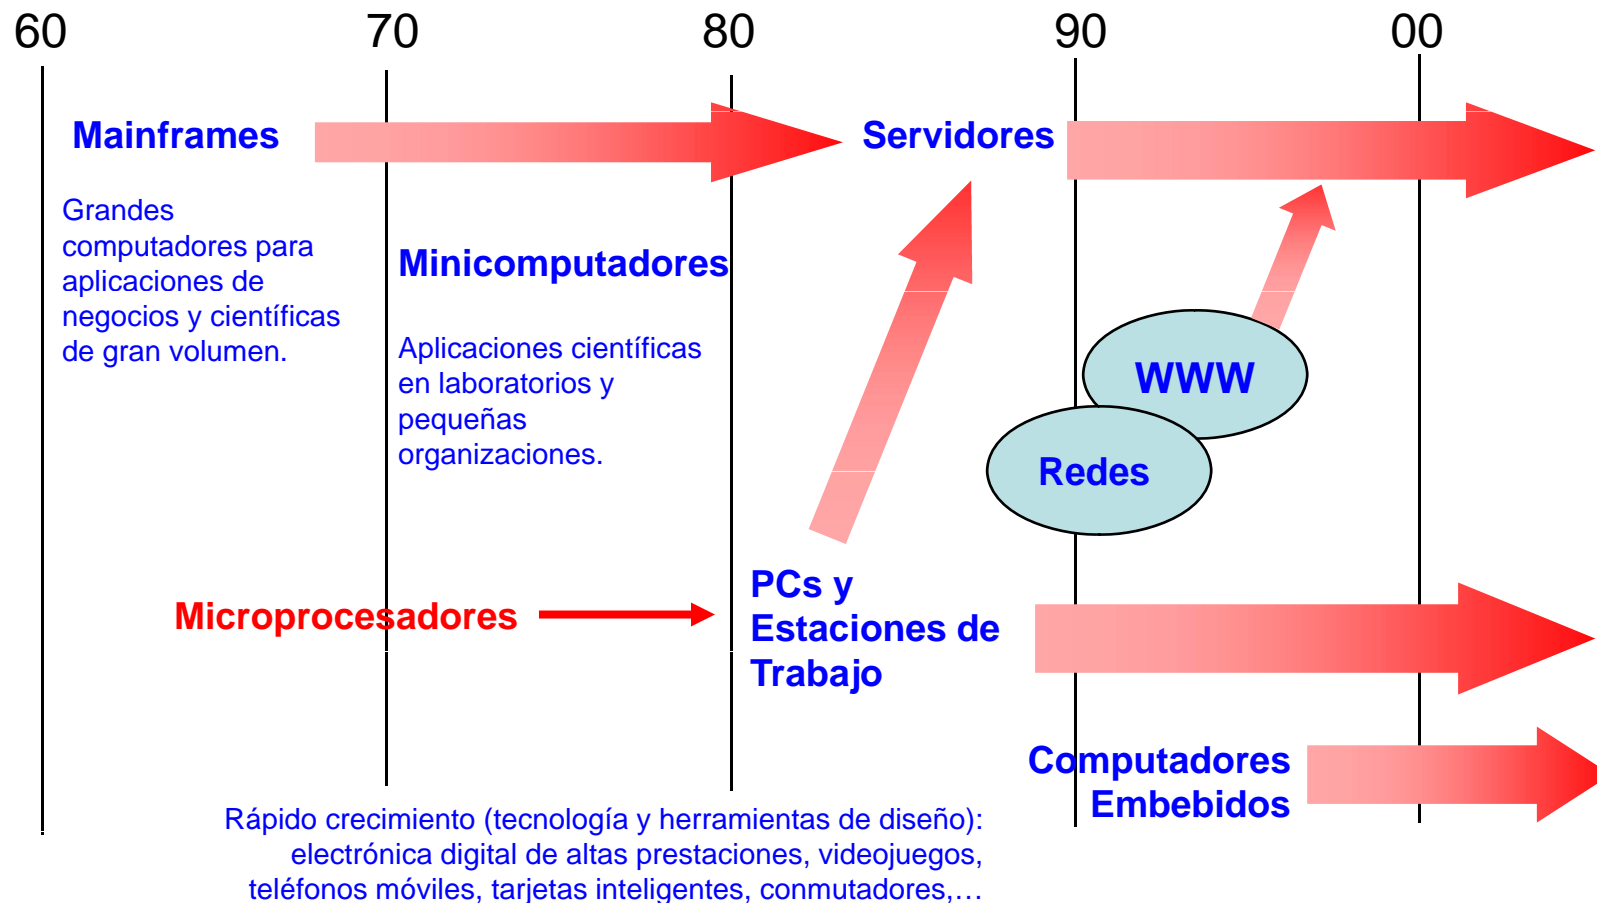 60 70 80 90 00
Mainframes
Servidores
Grandes
computadores para
aplicaciones de
negocios y científicas
de gran volumen.
Minicomputadores
Aplicaciones científicas
en laboratorios y
pequeñas
organizaciones.
WWW
Redes
Microprocesadores
PCs y
Estaciones de
Trabajo
Computadores
Embebidos
Rápido crecimiento (tecnología y herramientas de diseño):
electrónica digital de altas prestaciones, videojuegos,
teléfonos móviles, tarjetas inteligentes, conmutadores,…